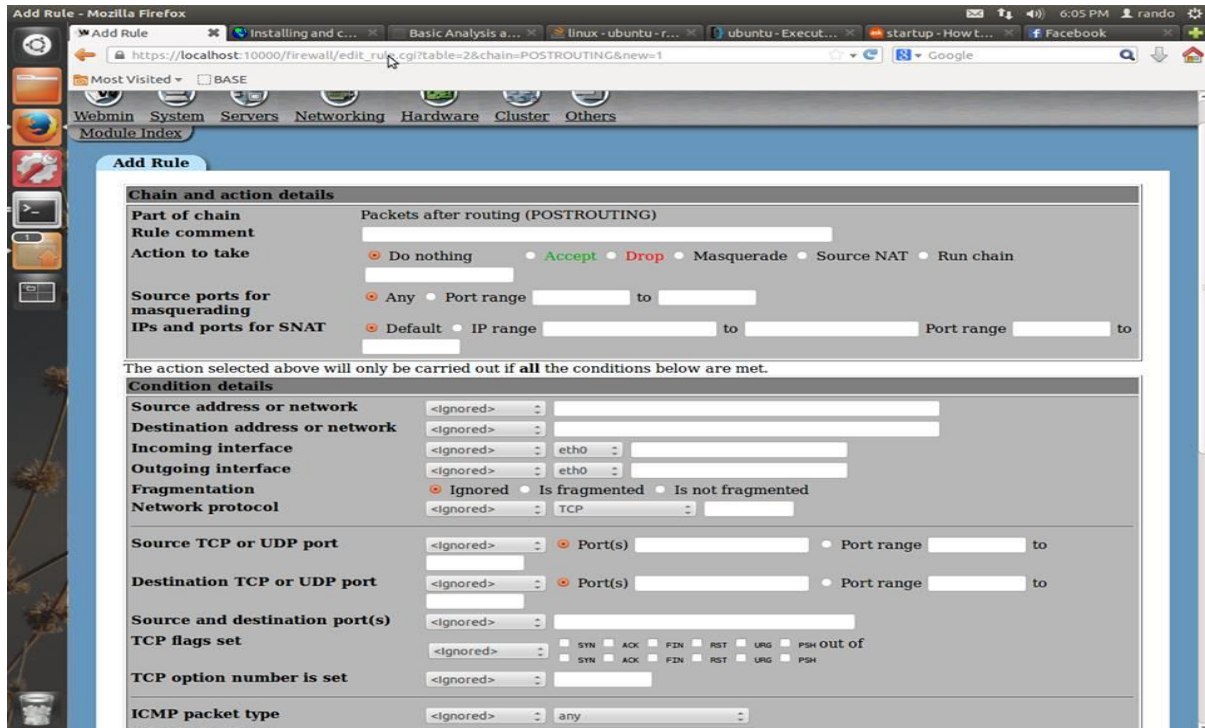 Add Rule - Mozilla Firefox 6:05 PM rando
Add Rule Installing and c... Basic Analysis a... linux - ubuntu - r... ubuntu - Execut... startup - How t... Facebook
https://localhost:10000/firewall/edit_rule.cgi?table=2&chain=POSTROUTING&new=1 Google
Most Visited BASE
Webmin System Servers Networking Hardware Cluster Others
Module Index
Add Rule
Chain and action details
Part of chain Packets after routing (POSTROUTING)
Rule comment
Action to take Do nothing Accept Drop Masquerade Source NAT Run chain
Source ports for masquerading Any Port range to
IPs and ports for SNAT Default IP range to Port range to
The action selected above will only be carried out if all the conditions below are met.
Condition details
Source address or network <Ignored>
Destination address or network <Ignored>
Incoming interface <Ignored> eth0
Outgoing interface <Ignored> eth0
Fragmentation Ignored Is fragmented Is not fragmented
Network protocol <Ignored> TCP
Source TCP or UDP port <Ignored> Port(s) Port range to
Destination TCP or UDP port <Ignored> Port(s) Port range to
Source and destination port(s) <Ignored>
TCP flags set <Ignored> SYN ACK FIN RST URG PSH out of
SYN ACK FIN RST URG PSH
TCP option number is set <Ignored>
ICMP packet type <Ignored> any